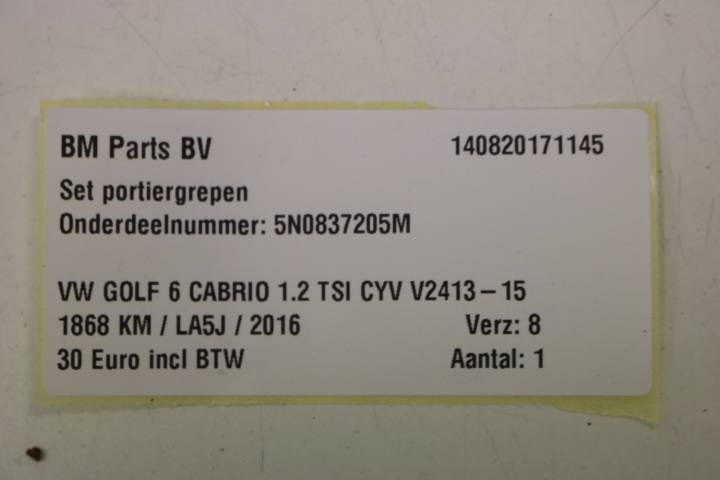 BM Parts BV 140820171145
Set portiergrepen
Onderdeelnummer: 5N0837205M
VW GOLF 6 CABRIO 1.2 TSI CYV V2413-15
1868 KM / LA5J / 2016 Verz: 8
30 Euro incl BTW Aantal: 1